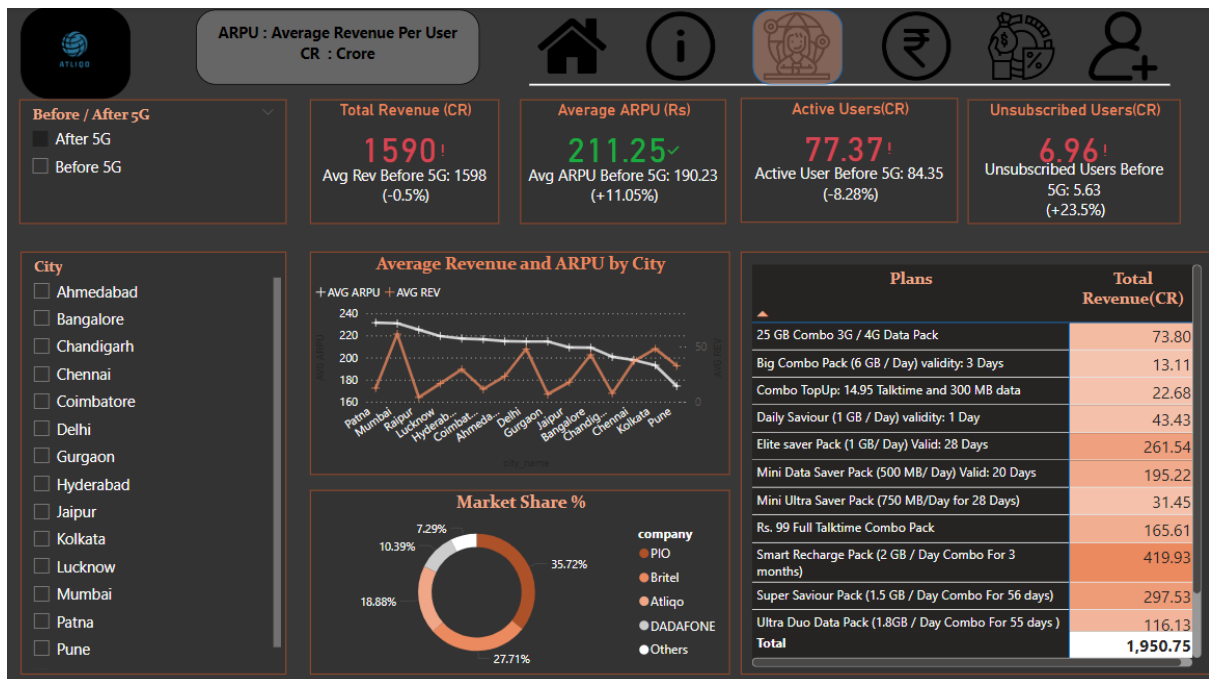 ATLIQO
ARPU : Average Revenue Per User
CR : Crore
Before / After 5G
After 5G
Before 5G
Total Revenue (CR)
1590!
Avg Rev Before 5G: 1598
(-0.5%)
Average ARPU (Rs)
211.25✓
Avg ARPU Before 5G: 190.23
(+11.05%)
Active Users(CR)
77.37!
Active User Before 5G: 84.35
(-8.28%)
Unsubscribed Users(CR)
6.96!
Unsubscribed Users Before
5G: 5.63
(+23.5%)
City
Ahmedabad
Bangalore
Chandigarh
Chennai
Coimbatore
Delhi
Gurgaon
Hyderabad
Jaipur
Kolkata
Lucknow
Mumbai
Patna
Pune
Average Revenue and ARPU by City
AVG ARPU AVG REV
AVG ARPU
240
220
200
180
160
50
0
AVG REV
Patna
Mumbai
Raipur
Lucknow
Hyderab...
Coimbat...
Ahmeda...
Delhi
Gurgaon
Jaipur
Bangalore
Chandig...
Chennai
Kolkata
Pune
city_name
Market Share %
7.29%
10.39%
18.88%
35.72%
27.71%
company
PIO
Britel
Atliqo
DADAFONE
Others
Plans Total
Revenue(CR)
25 GB Combo 3G / 4G Data Pack 73.80
Big Combo Pack (6 GB / Day) validity: 3 Days 13.11
Combo TopUp: 14.95 Talktime and 300 MB data 22.68
Daily Saviour (1 GB / Day) validity: 1 Day 43.43
Elite saver Pack (1 GB/ Day) Valid: 28 Days 261.54
Mini Data Saver Pack (500 MB/ Day) Valid: 20 Days 195.22
Mini Ultra Saver Pack (750 MB/Day for 28 Days) 31.45
Rs. 99 Full Talktime Combo Pack 165.61
Smart Recharge Pack (2 GB / Day Combo For 3 419.93
months)
Super Saviour Pack (1.5 GB / Day Combo For 56 days) 297.53
Ultra Duo Data Pack (1.8GB / Day Combo For 55 days ) 116.13
Total 1,950.75